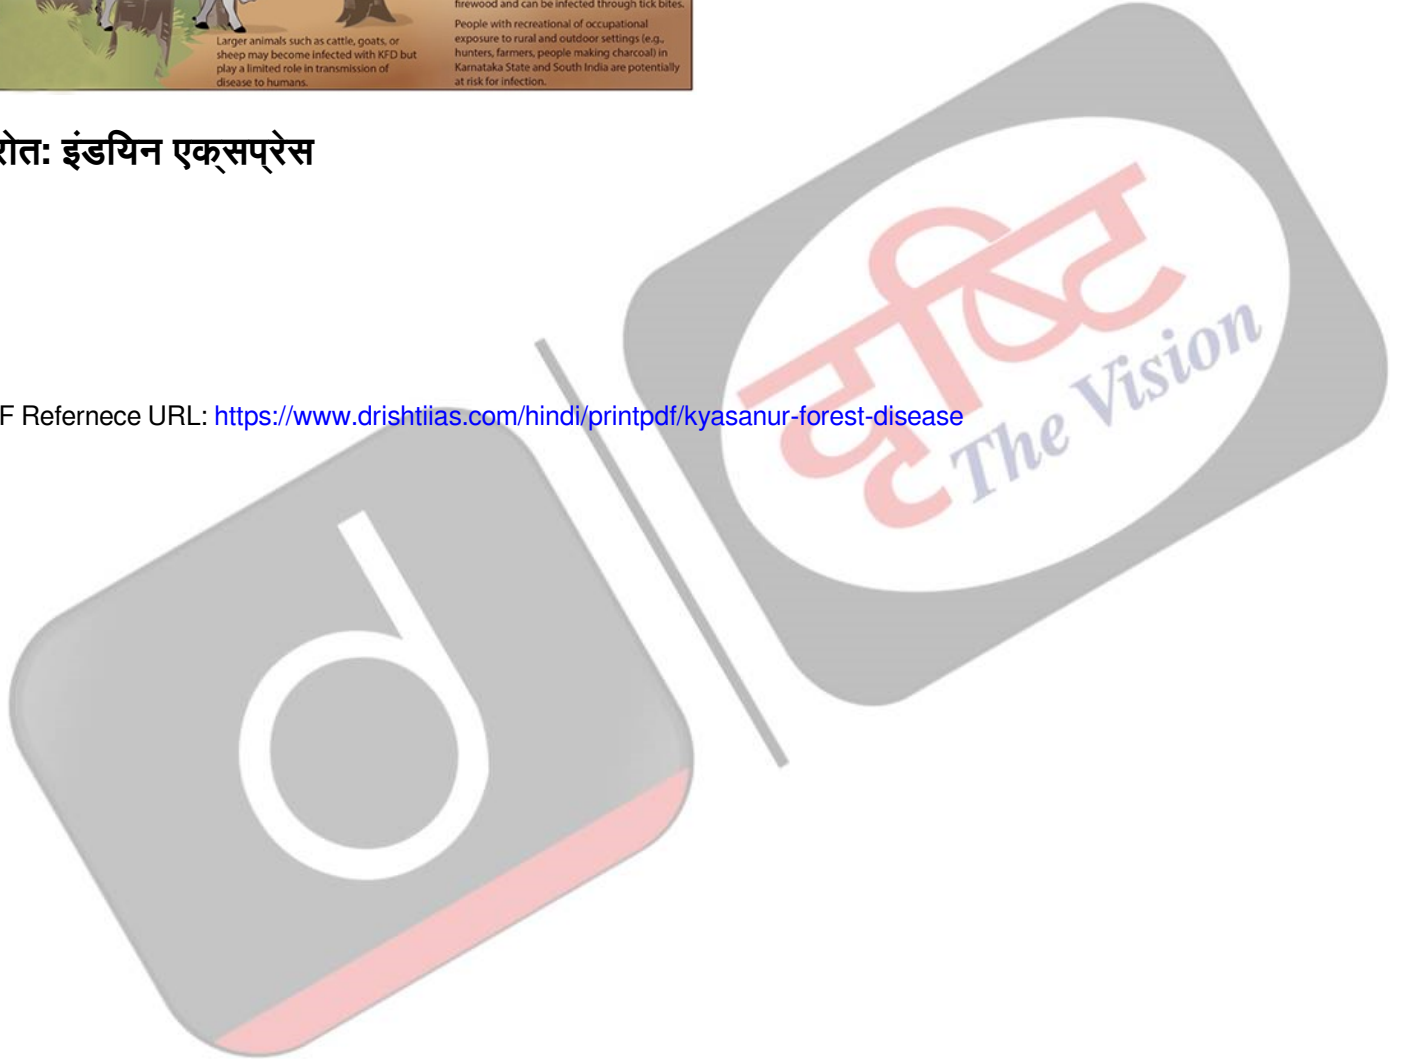 firewood and can be infected through tick bites.
People with recreational of occupational
exposure to rural and outdoor settings (e.g.,
hunters, farmers, people making charcoal) in
Karnataka State and South India are potentially
at risk for infection.
Larger animals such as cattle, goats, or
sheep may become infected with KFD but
play a limited role in transmission of
disease to humans.
रोत: इंडयिन एक्सप्रेस
F Refernece URL: https://www.drishtiias.com/hindi/printpdf/kyasanur-forest-disease
दृष्टि
The Vision
d